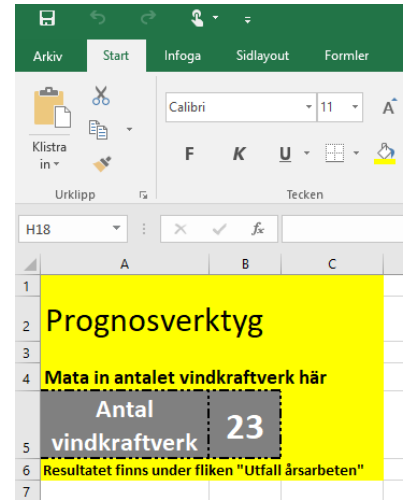 Arkiv Start Infoga Sidlayout Formler
Klistra
in
Calibri 11 A
F K U
Urklipp Tecken
H18 fx
A B C
1
2 Prognosverktyg
3
4 Mata in antalet vindkraftverk här
Antal
5 vindkraftverk 23
6 Resultatet finns under fliken "Utfall årsarbeten"
7